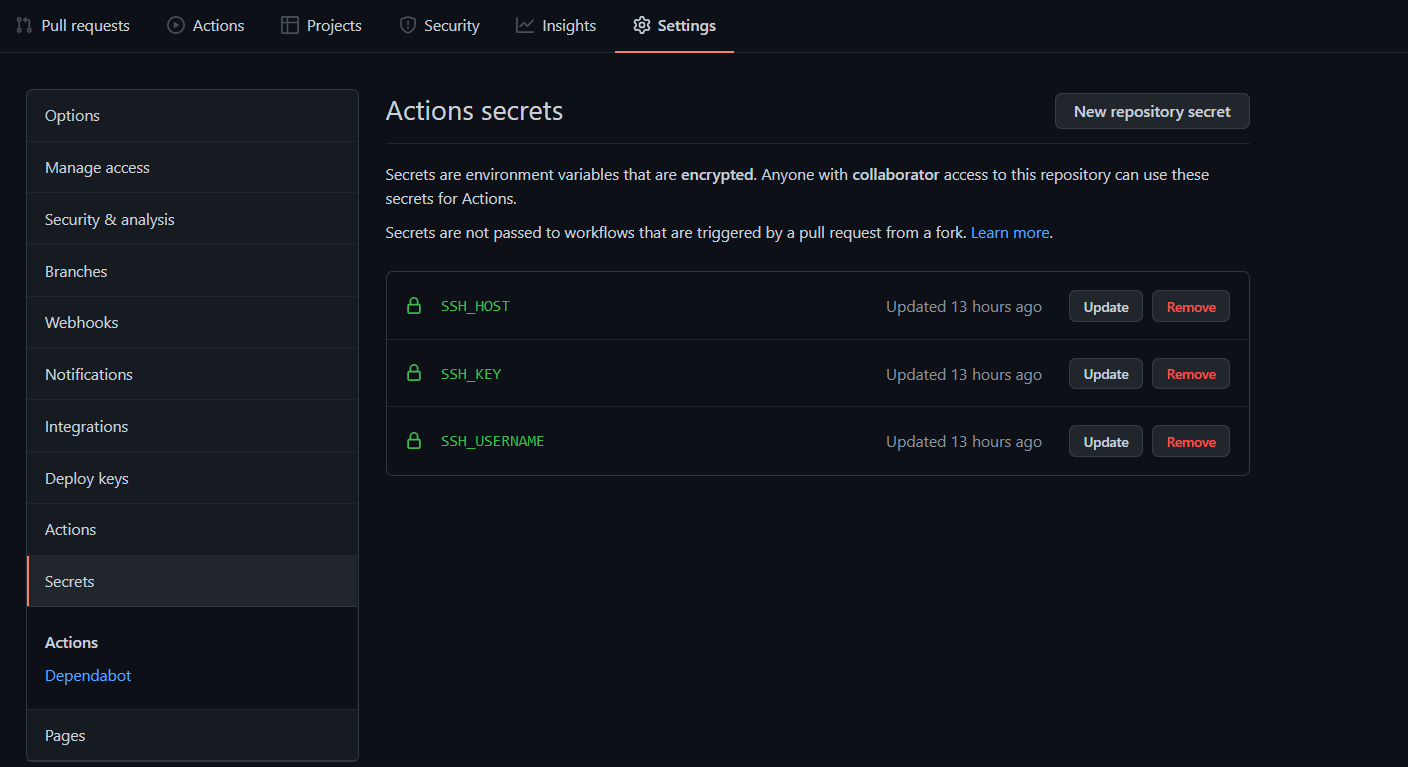 Pull requests Actions Projects Security Insights Settings
Options
Manage access
Security & analysis
Branches
Webhooks
Notifications
Integrations
Deploy keys
Actions
Secrets
Actions
Dependabot
Pages
Actions secrets
New repository secret
Secrets are environment variables that are encrypted. Anyone with collaborator access to this repository can use these
secrets for Actions.
Secrets are not passed to workflows that are triggered by a pull request from a fork. Learn more.
SSH_HOST Updated 13 hours ago Update Remove
SSH_KEY Updated 13 hours ago Update Remove
SSH_USERNAME Updated 13 hours ago Update Remove